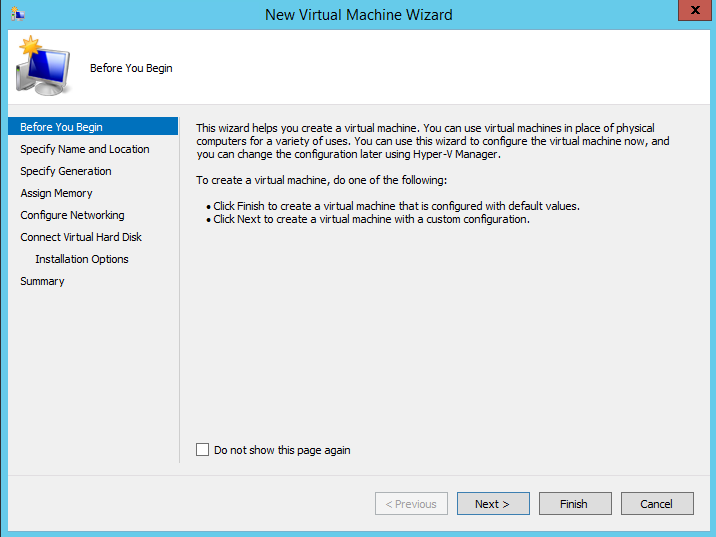 New Virtual Machine Wizard
x
Before You Begin
Before You Begin
Specify Name and Location
Specify Generation
Assign Memory
Configure Networking
Connect Virtual Hard Disk
Installation Options
Summary
This wizard helps you create a virtual machine. You can use virtual machines in place of physical
computers for a variety of uses. You can use this wizard to configure the virtual machine now, and
you can change the configuration later using Hyper-V Manager.
To create a virtual machine, do one of the following:
• Click Finish to create a virtual machine that is configured with default values.
• Click Next to create a virtual machine with a custom configuration.
Do not show this page again
< Previous
Next >
Finish
Cancel